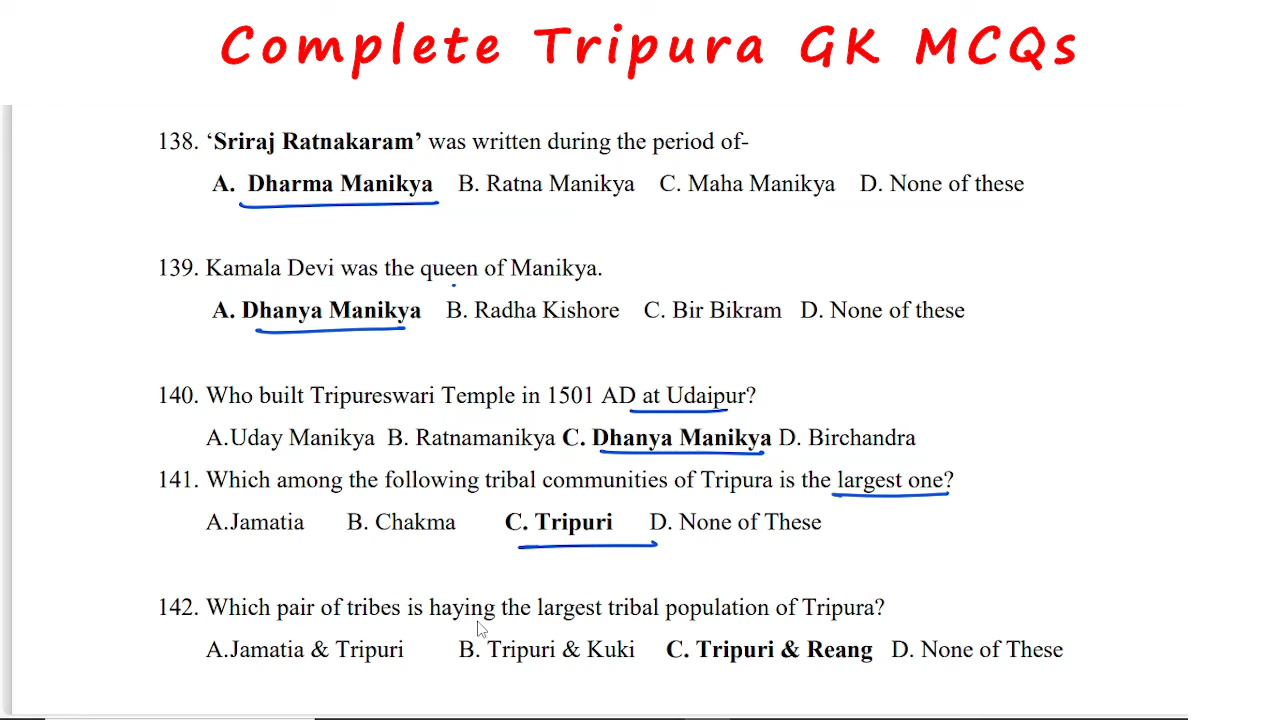 Complete Tripura GK MCQs
138. ‘Sriraj Ratnakaram’ was written during the period of-
A. Dharma Manikya B. Ratna Manikya C. Maha Manikya D. None of these
139. Kamala Devi was the queen of Manikya.
A. Dhanya Manikya B. Radha Kishore C. Bir Bikram D. None of these
140. Who built Tripureswari Temple in 1501 AD at Udaipur?
A.Uday Manikya B. Ratnamanikya C. Dhanya Manikya D. Birchandra
141. Which among the following tribal communities of Tripura is the largest one?
A.Jamatia B. Chakma C. Tripuri D. None of These
142. Which pair of tribes is haying the largest tribal population of Tripura?
A.Jamatia & Tripuri B. Tripuri & Kuki C. Tripuri & Reang D. None of These